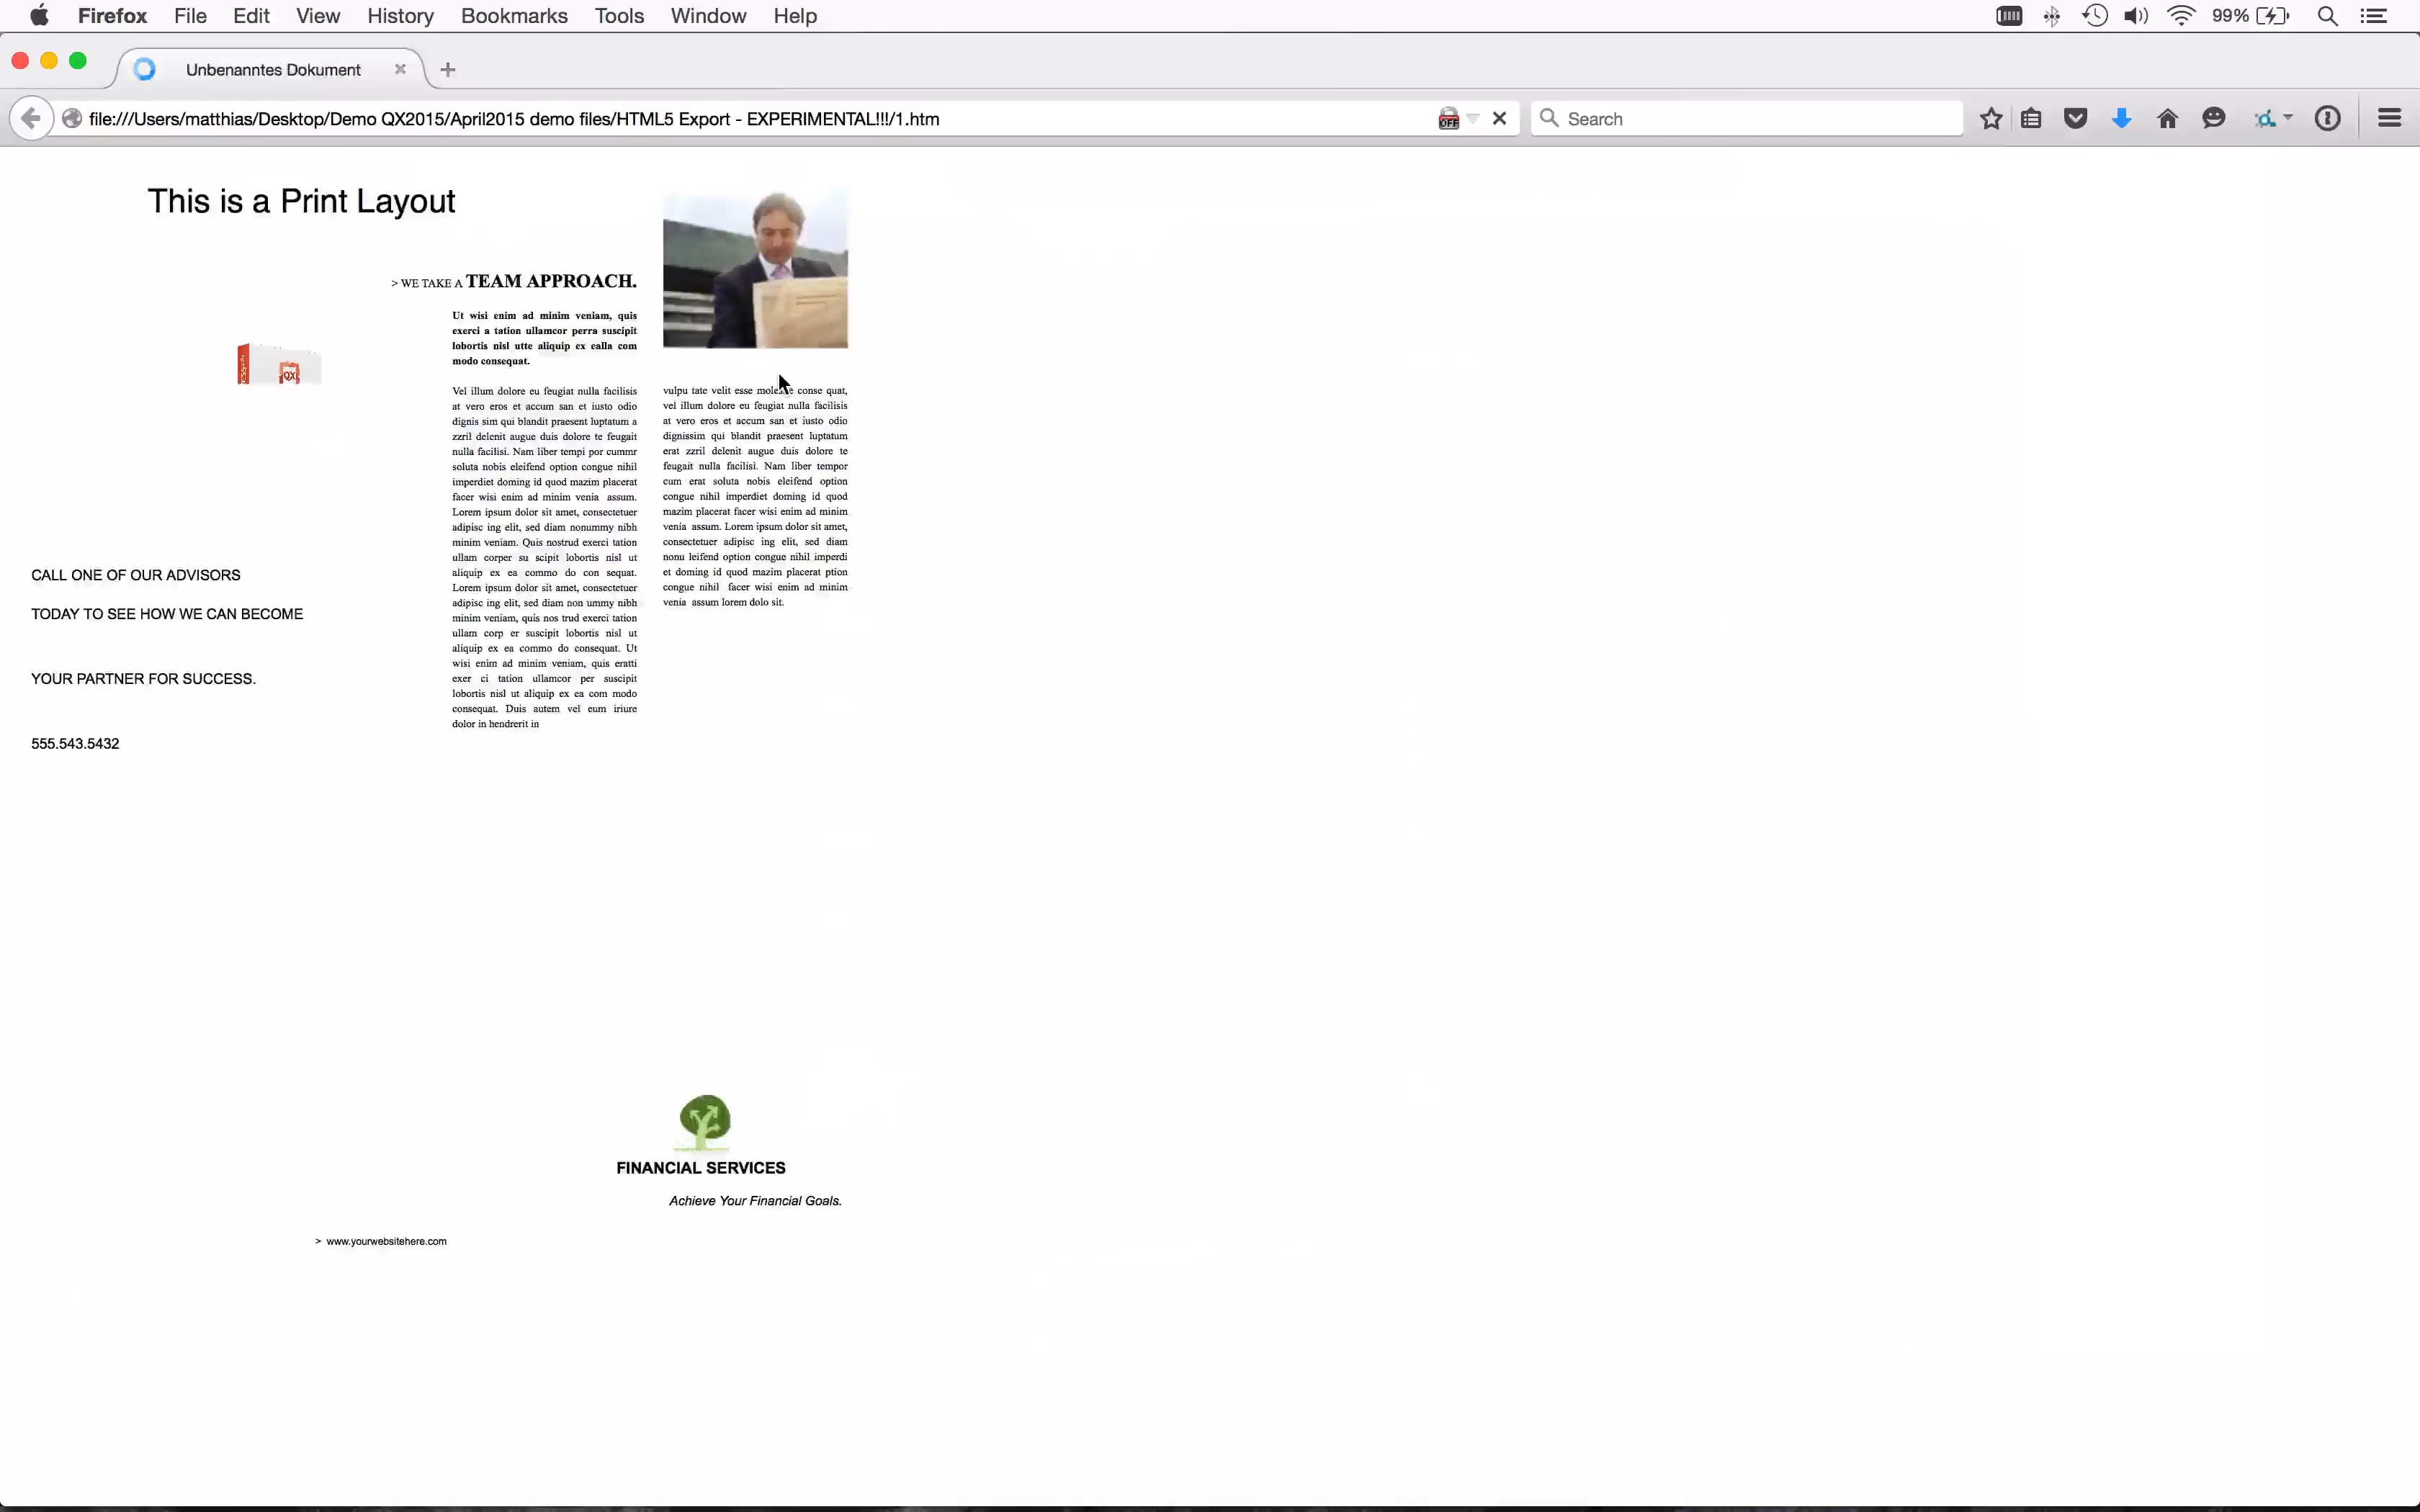 Firefox File Edit View History Bookmarks Tools Window Help 99%
Unbenanntes Dokument
file:///Users/matthias/Desktop/Demo QX2015/April2015 demo files/HTML5 Export - EXPERIMENTAL!!!/1.htm
OFF
Search
This is a Print Layout
> WE TAKE A TEAM APPROACH.
Ut wisi enim ad minim veniam, quis
exerci a tation ullamcor perra suscipit
lobortis nisl utte aliquip ex ealla com
modo consequat.
QX
CALL ONE OF OUR ADVISORS
TODAY TO SEE HOW WE CAN BECOME
YOUR PARTNER FOR SUCCESS.
555.543.5432
Vel illum dolore eu feugiat nulla facilisis
at vero eros et accum san et iusto odio
dignis sim qui blandit praesent luptatum a
zzril delenit augue duis dolore te feugait
nulla facilisi. Nam liber tempi por cummr
soluta nobis eleifend option congue nihil
imperdiet doming id quod mazim placerat
facer wisi enim ad minim venia assum.
Lorem ipsum dolor sit amet, consectetuer
adipisc ing elit, sed diam nonummy nibh
minim veniam. Quis nostrud exerci tation
ullam corper su scipit lobortis nisl ut
aliquip ex ea commo do con sequat.
Lorem ipsum dolor sit amet, consectetuer
adipisc ing elit, sed diam non ummy nibh
minim veniam, quis nos trud exerci tation
ullam corp er suscipit lobortis nisl ut
aliquip ex ea commo do consequat. Ut
wisi enim ad minim veniam, quis eratti
exer ci tation ullamcor per suscipit
lobortis nisl ut aliquip ex ea com modo
consequat. Duis autem vel eum iriure
dolor in hendrerit in
vulpu tate velit esse conse quat,
vel illum dolore eu feugiat nulla facilisis
at vero eros et accum san et iusto odio
dignissim qui blandit praesent luptatum
erat zzril delenit augue duis dolore te
feugait nulla facilisi. Nam liber tempor
cum erat soluta nobis eleifend option
congue nihil imperdiet doming id quod
mazim placerat facer wisi enim ad minim
venia assum. Lorem ipsum dolor sit amet,
consectetuer adipisc ing elit, sed diam
nonu leifend option congue nihil imperdi
et doming id quod mazim placerat ption
congue nihil facer wisi enim ad minim
venia assum lorem dolo sit.
FINANCIAL SERVICES
Achieve Your Financial Goals.
> www.yourwebsitehere.com